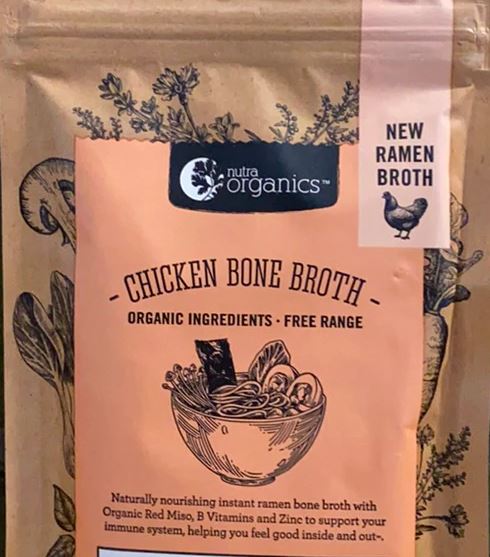 NEW
RAMEN
BROTH
nutra
organics™
- CHICKEN BONE BROTH -
ORGANIC INGREDIENTS · FREE RANGE
Naturally nourishing instant ramen bone broth with
Organic Red Miso, B Vitamins and Zinc to support your
immune system, helping you feel good inside and out~.